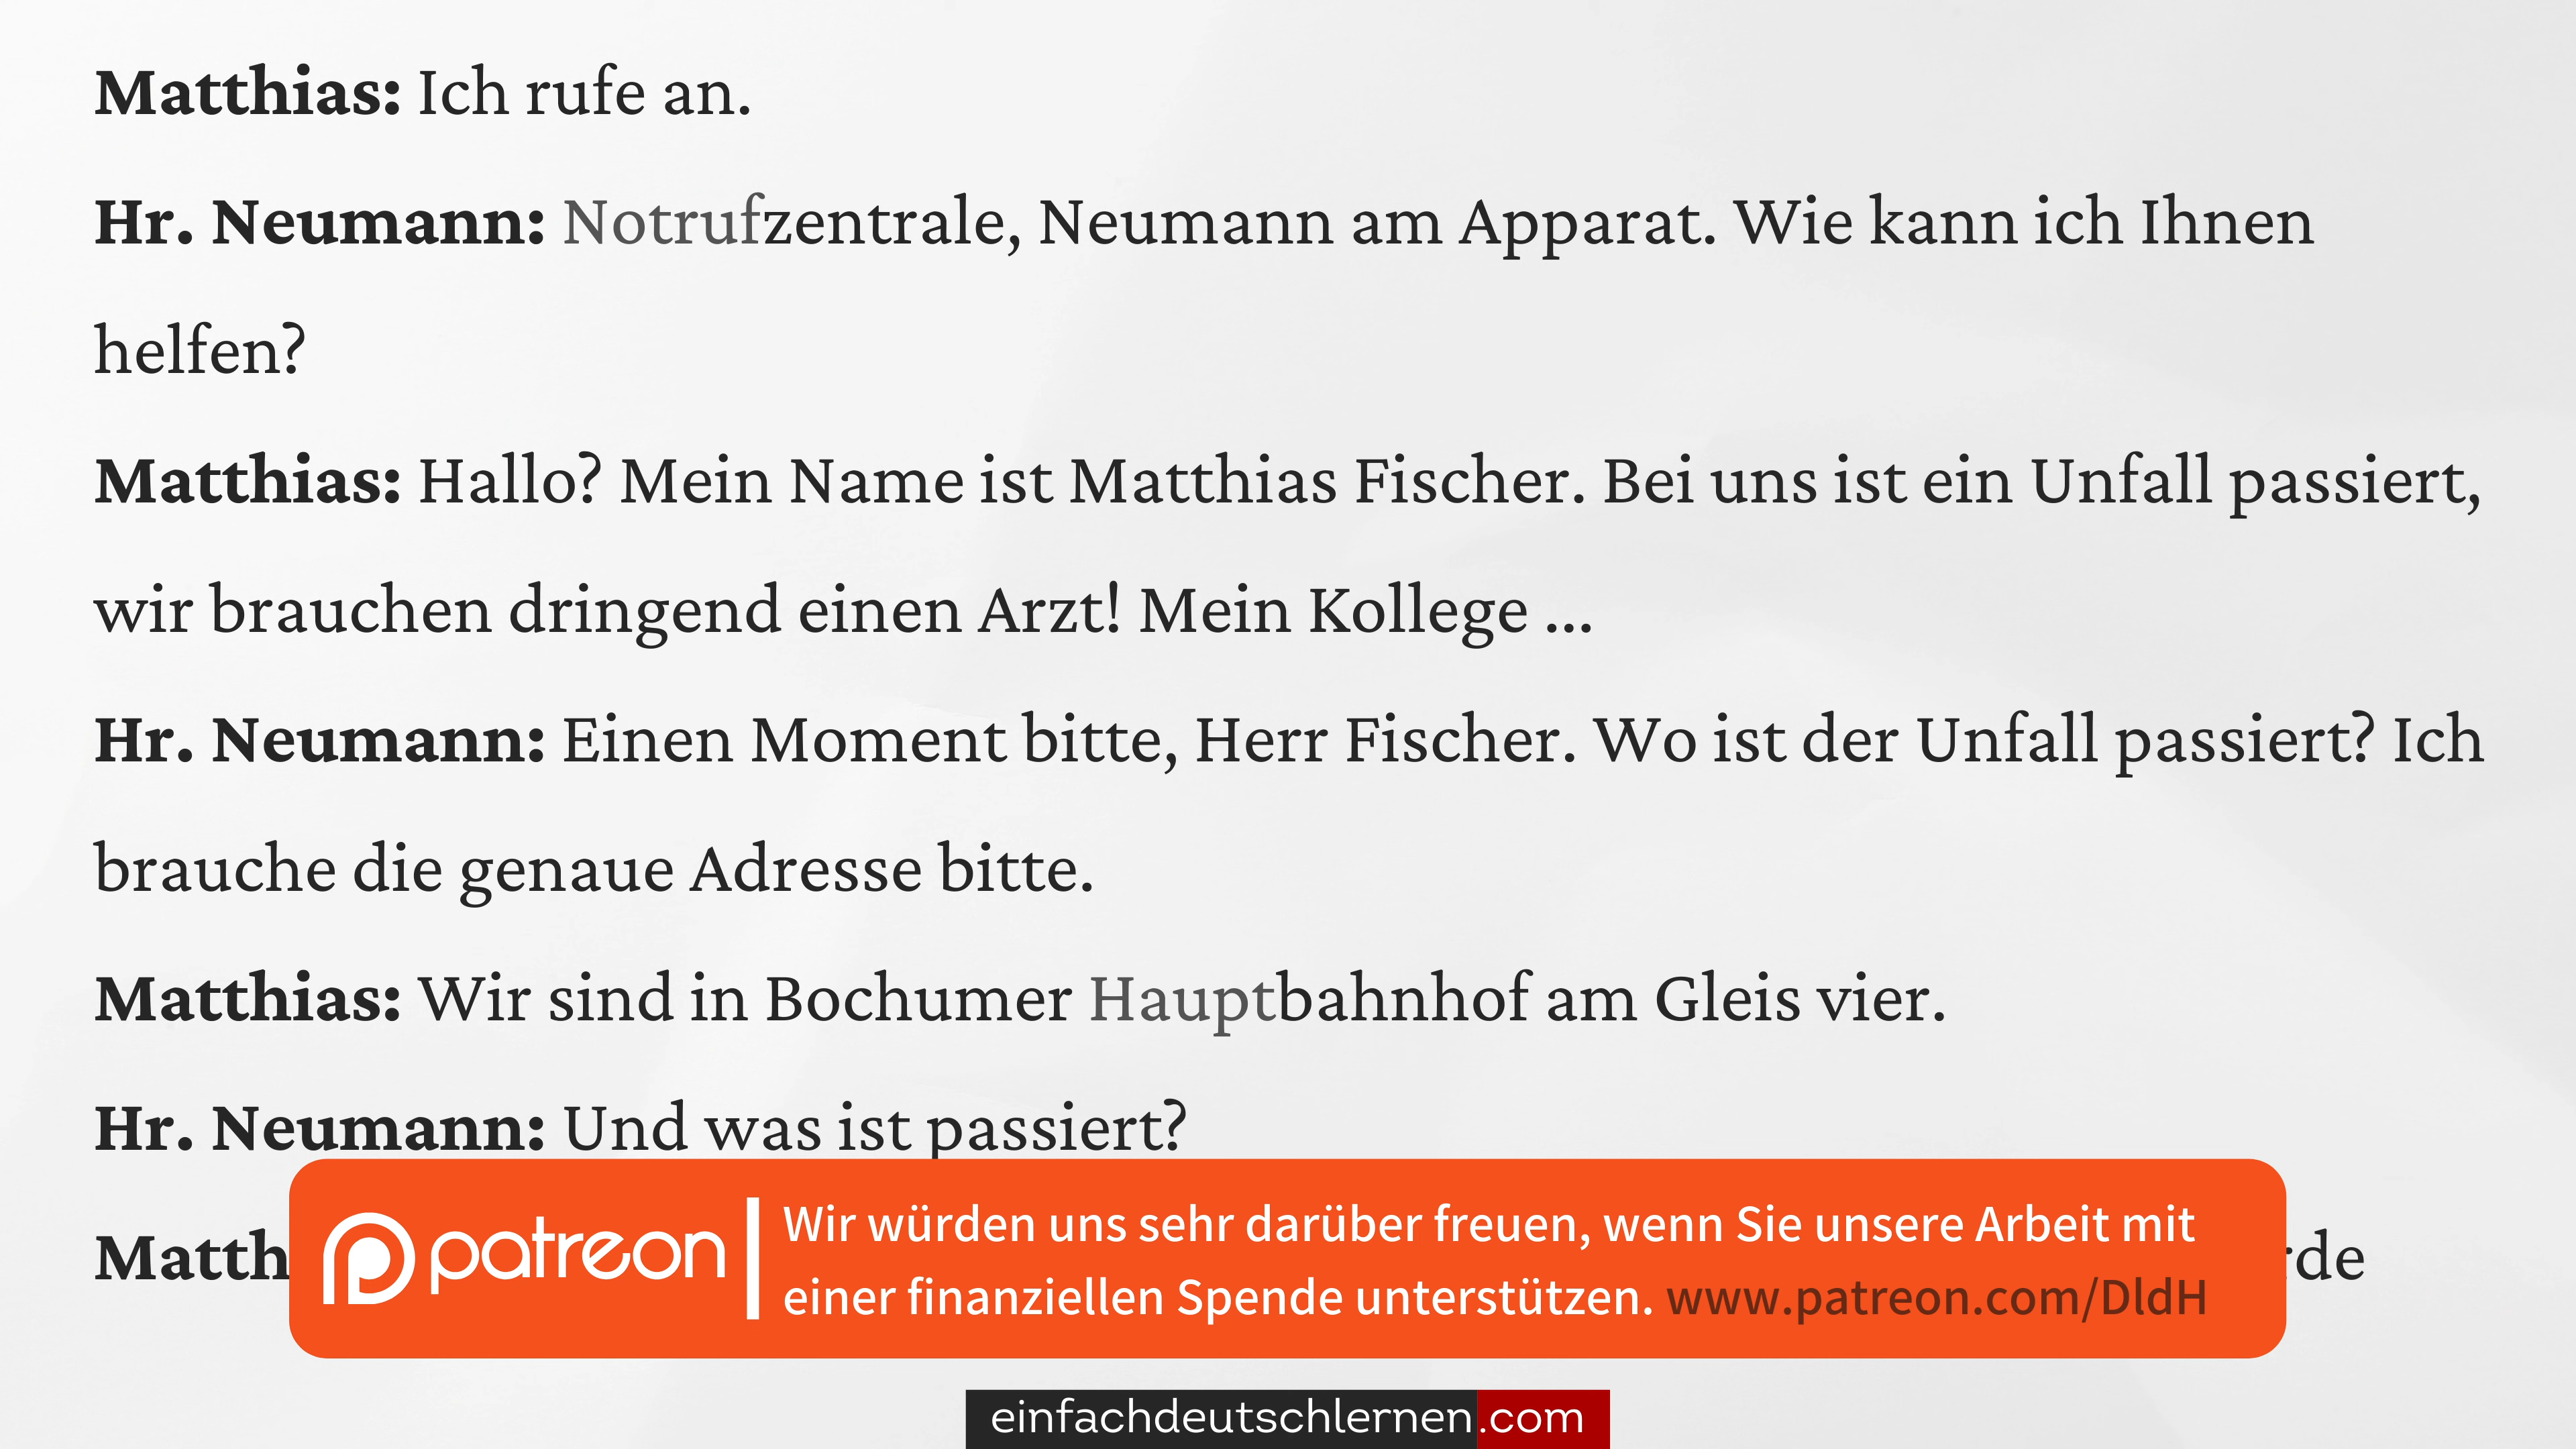 Matthias: Ich rufe an.
Hr. Neumann: Notrufzentrale, Neumann am Apparat. Wie kann ich Ihnen
helfen?
Matthias: Hallo? Mein Name ist Matthias Fischer. Bei uns ist ein Unfall passiert,
wir brauchen dringend einen Arzt! Mein Kollege ...
Hr. Neumann: Einen Moment bitte, Herr Fischer. Wo ist der Unfall passiert? Ich
brauche die genaue Adresse bitte.
Matthias: Wir sind in Bochumer Hauptbahnhof am Gleis vier.
Hr. Neumann: Und was ist passiert?
patreon
Wir würden uns sehr darüber freuen, wenn Sie unsere Arbeit mit
einer finanziellen Spende unterstützen. www.patreon.com/DldH
einfachdeutschlernen.com